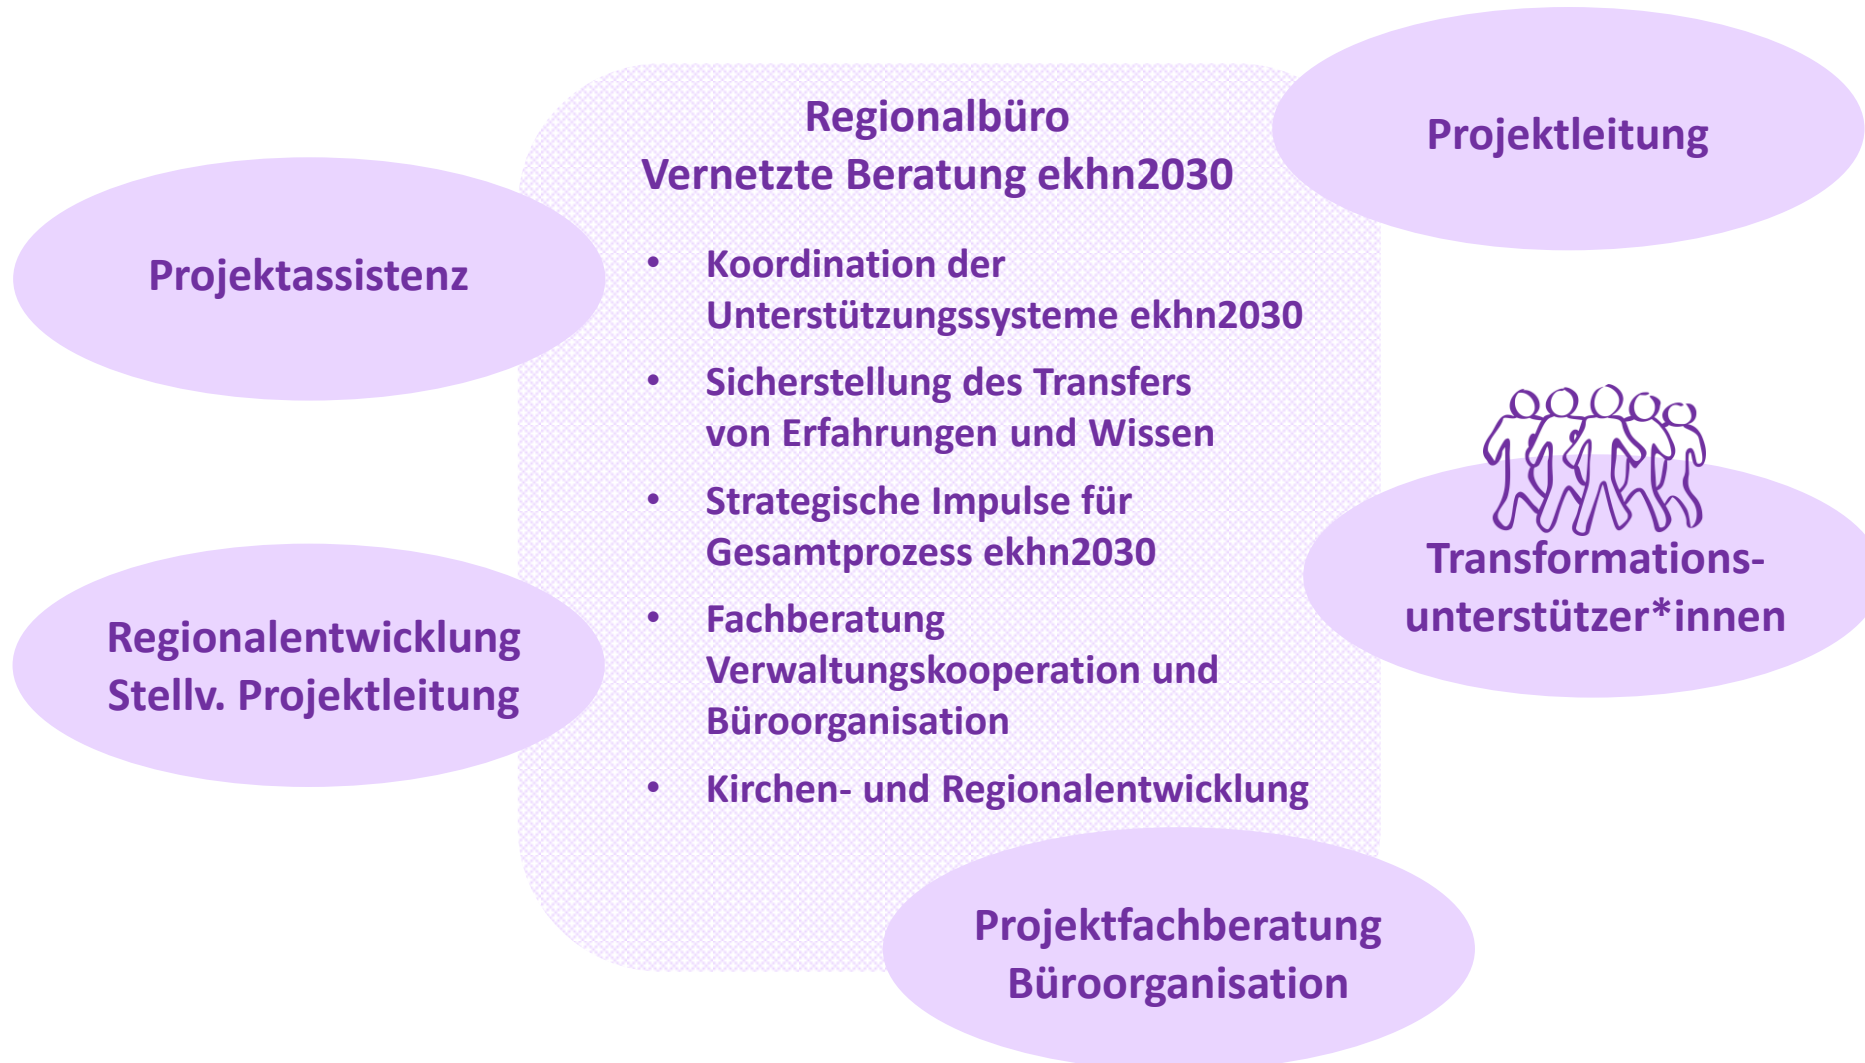 Regionalbüro
Vernetzte Beratung ekhn2030
• Koordination der
Unterstützungssysteme ekhn2030
• Sicherstellung des Transfers
von Erfahrungen und Wissen
• Strategische Impulse für
Gesamtprozess ekhn2030
• Fachberatung
Verwaltungskooperation und
Büroorganisation
• Kirchen- und Regionalentwicklung
Projektleitung
Projektassistenz
Transformations-
unterstützer*innen
Regionalentwicklung
Stellv. Projektleitung
Projektfachberatung
Büroorganisation